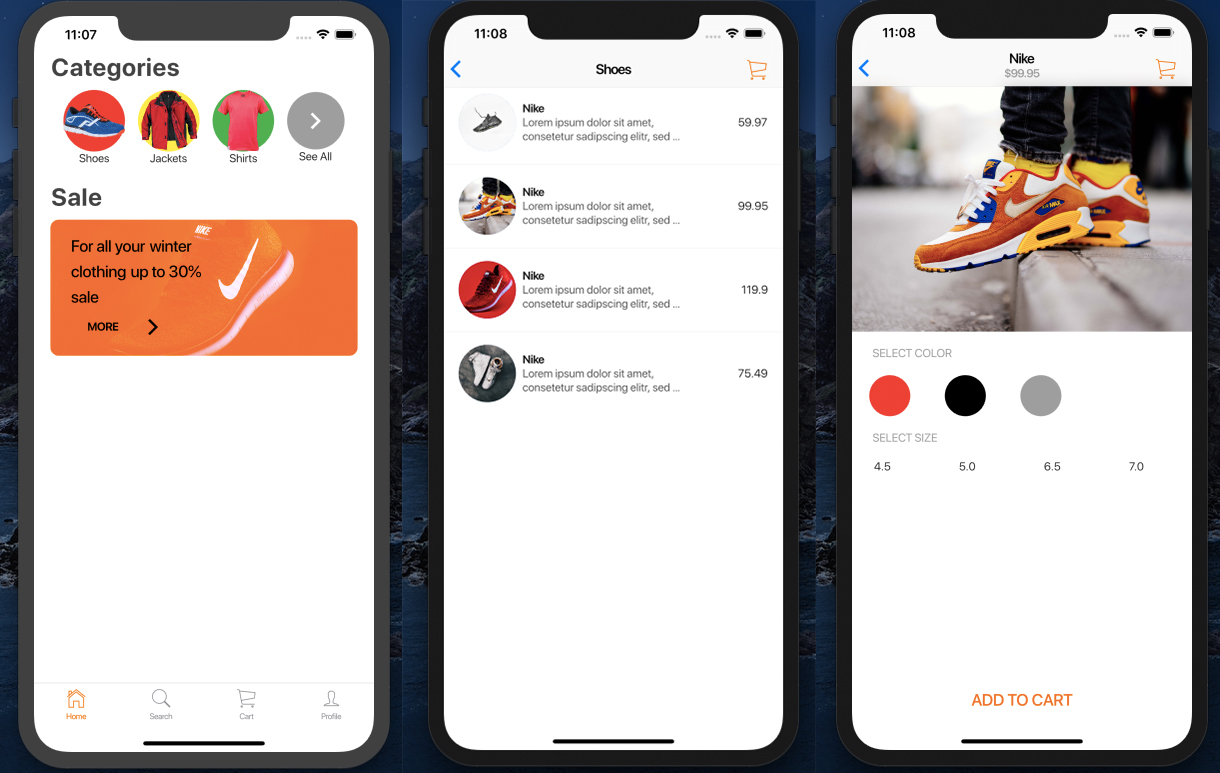 11:07
Categories
Shoes
Jackets
Shirts
See All
Sale
NIKE
For all your winter
clothing up to 30%
sale
MORE
Home
Search
Cart
Profile
11:08
Shoes
Nike
Lorem ipsum dolor sit amet,
consetetur sadipscing elitr, sed ...
59.97
Nike
Lorem ipsum dolor sit amet,
consetetur sadipscing elitr, sed ...
99.95
Nike
Lorem ipsum dolor sit amet,
consetetur sadipscing elitr, sed ...
119.9
Nike
Lorem ipsum dolor sit amet,
consetetur sadipscing elitr, sed ...
75.49
11:08
Nike
$99.95
SELECT COLOR
SELECT SIZE
4.5 5.0 6.5 7.0
ADD TO CART